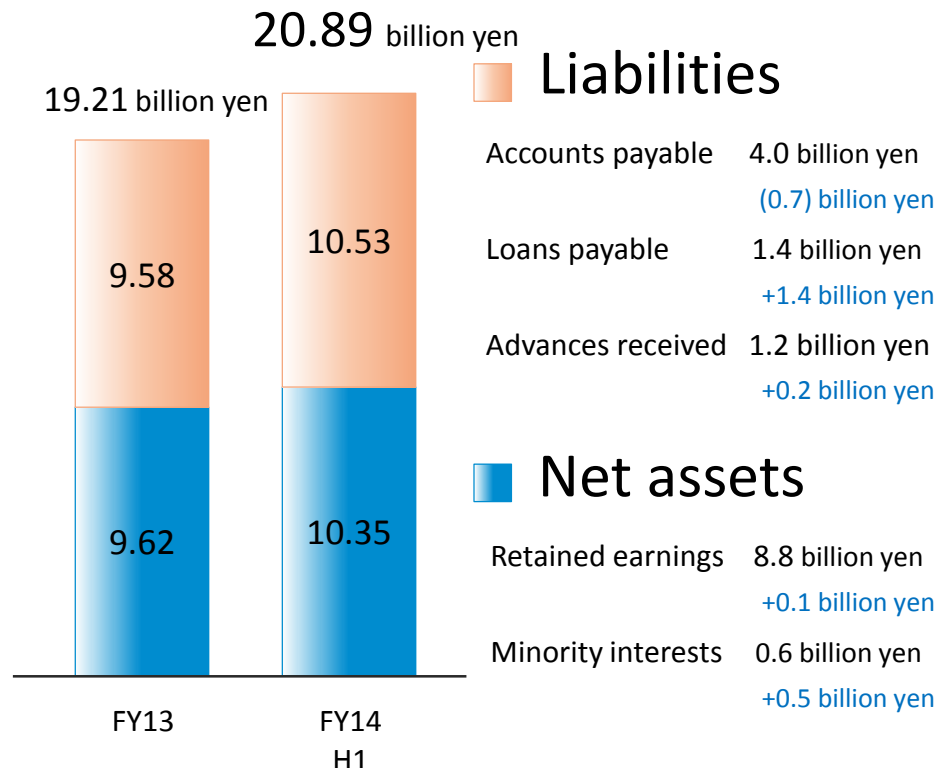 20.89 billion yen
19.21 billion yen
9.58
10.53
9.62
10.35
FY13
FY14
H1
Liabilities
Accounts payable 4.0 billion yen
(0.7) billion yen
Loans payable 1.4 billion yen
+1.4 billion yen
Advances received 1.2 billion yen
+0.2 billion yen
Net assets
Retained earnings 8.8 billion yen
+0.1 billion yen
Minority interests 0.6 billion yen
+0.5 billion yen